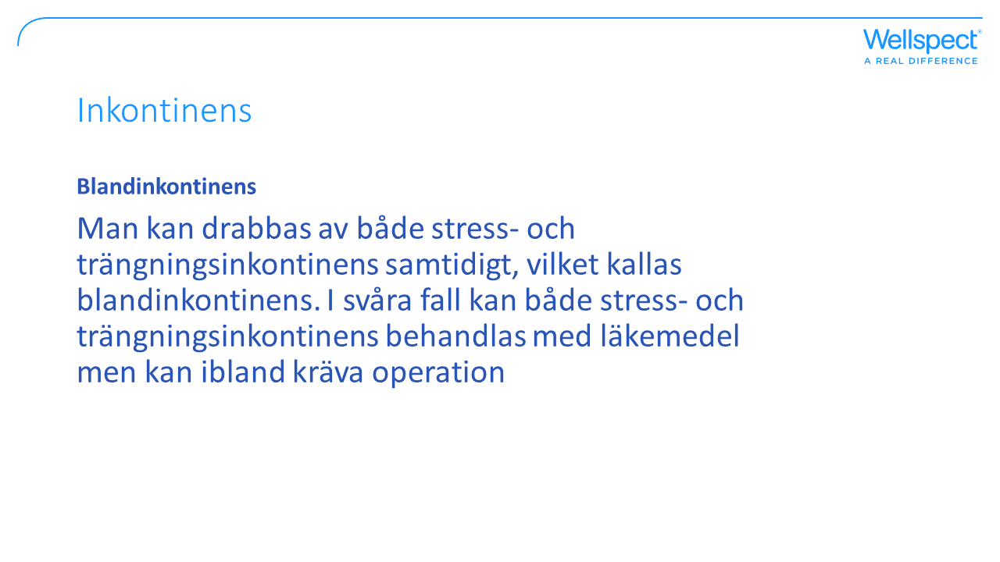 Wellspect®
A REAL DIFFERENCE
Inkontinens
Blandinkontinens
Man kan drabbas av både stress- och
trängningsinkontinens samtidigt, vilket kallas
blandinkontinens. I svåra fall kan både stress- och
trängningsinkontinens behandlas med läkemedel
men kan ibland kräva operation